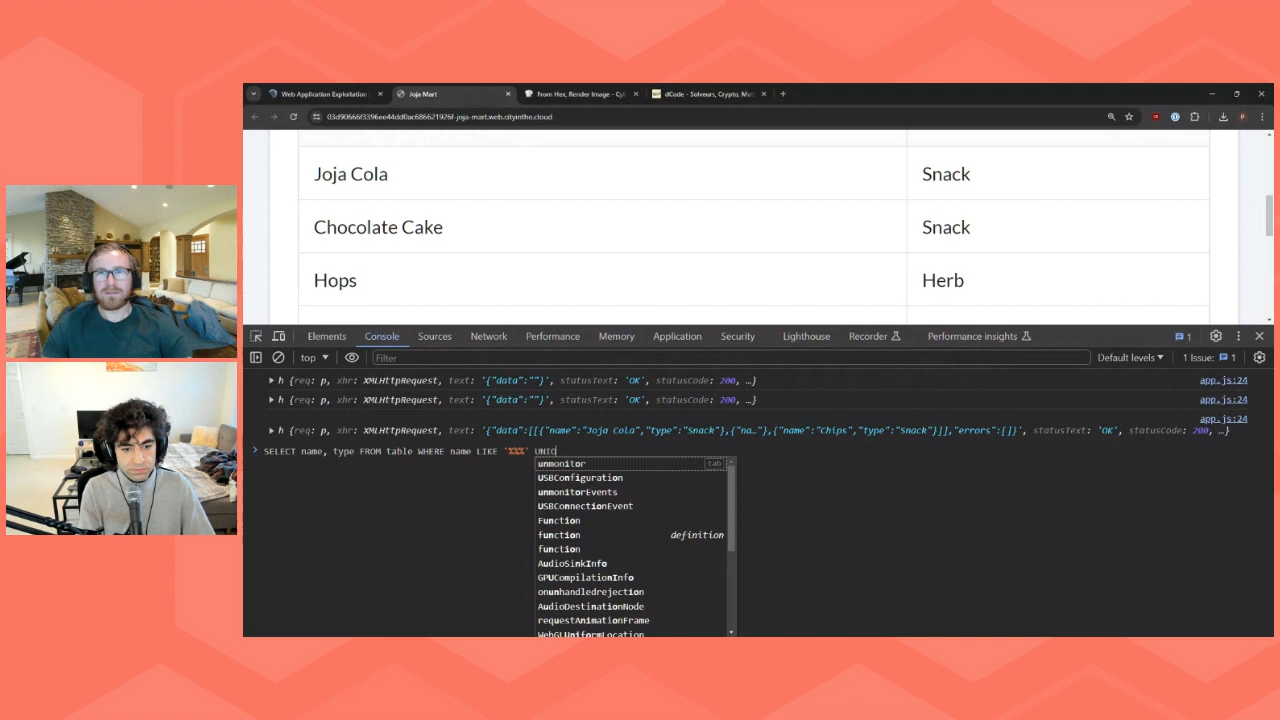 Web Application Exploitation
Joja Mart
From Hex, Render Image - Cyb
dCode - Solveurs, Crypto, Mat
03d90666f3396ee44dd0ac686621926f-joja-mart.web.cityinthe.cloud
P
Joja Cola Snack
Chocolate Cake Snack
Hops Herb
Elements Console Sources Network Performance Memory Application Security Lighthouse Recorder Performance insights 1
top Filter Default levels 1 Issue: 1
h {req: p, xhr: XMLHttpRequest, text: '{"data":""}', statusText: 'OK', statusCode: 200, …} app.js:24
h {req: p, xhr: XMLHttpRequest, text: '{"data":""}', statusText: 'OK', statusCode: 200, …} app.js:24
app.js:24
h {req: p, xhr: XMLHttpRequest, text: '{"data":[[{"name":"Joja Cola","type":"Snack"},{"na…"},{"name":"Chips","type":"Snack"}]],"errors":[]}', statusText: 'OK', statusCode: 200, …}
SELECT name, type FROM table WHERE name LIKE '%%%' UNIO
unmonitor tab
USBConfiguration
unmonitorEvents
USBConnectionEvent
Function
function definition
function
AudioSinkInfo
GPUCompilationInfo
onunhandledrejection
AudioDestinationNode
requestAnimationFrame
WebGLUniformLocation